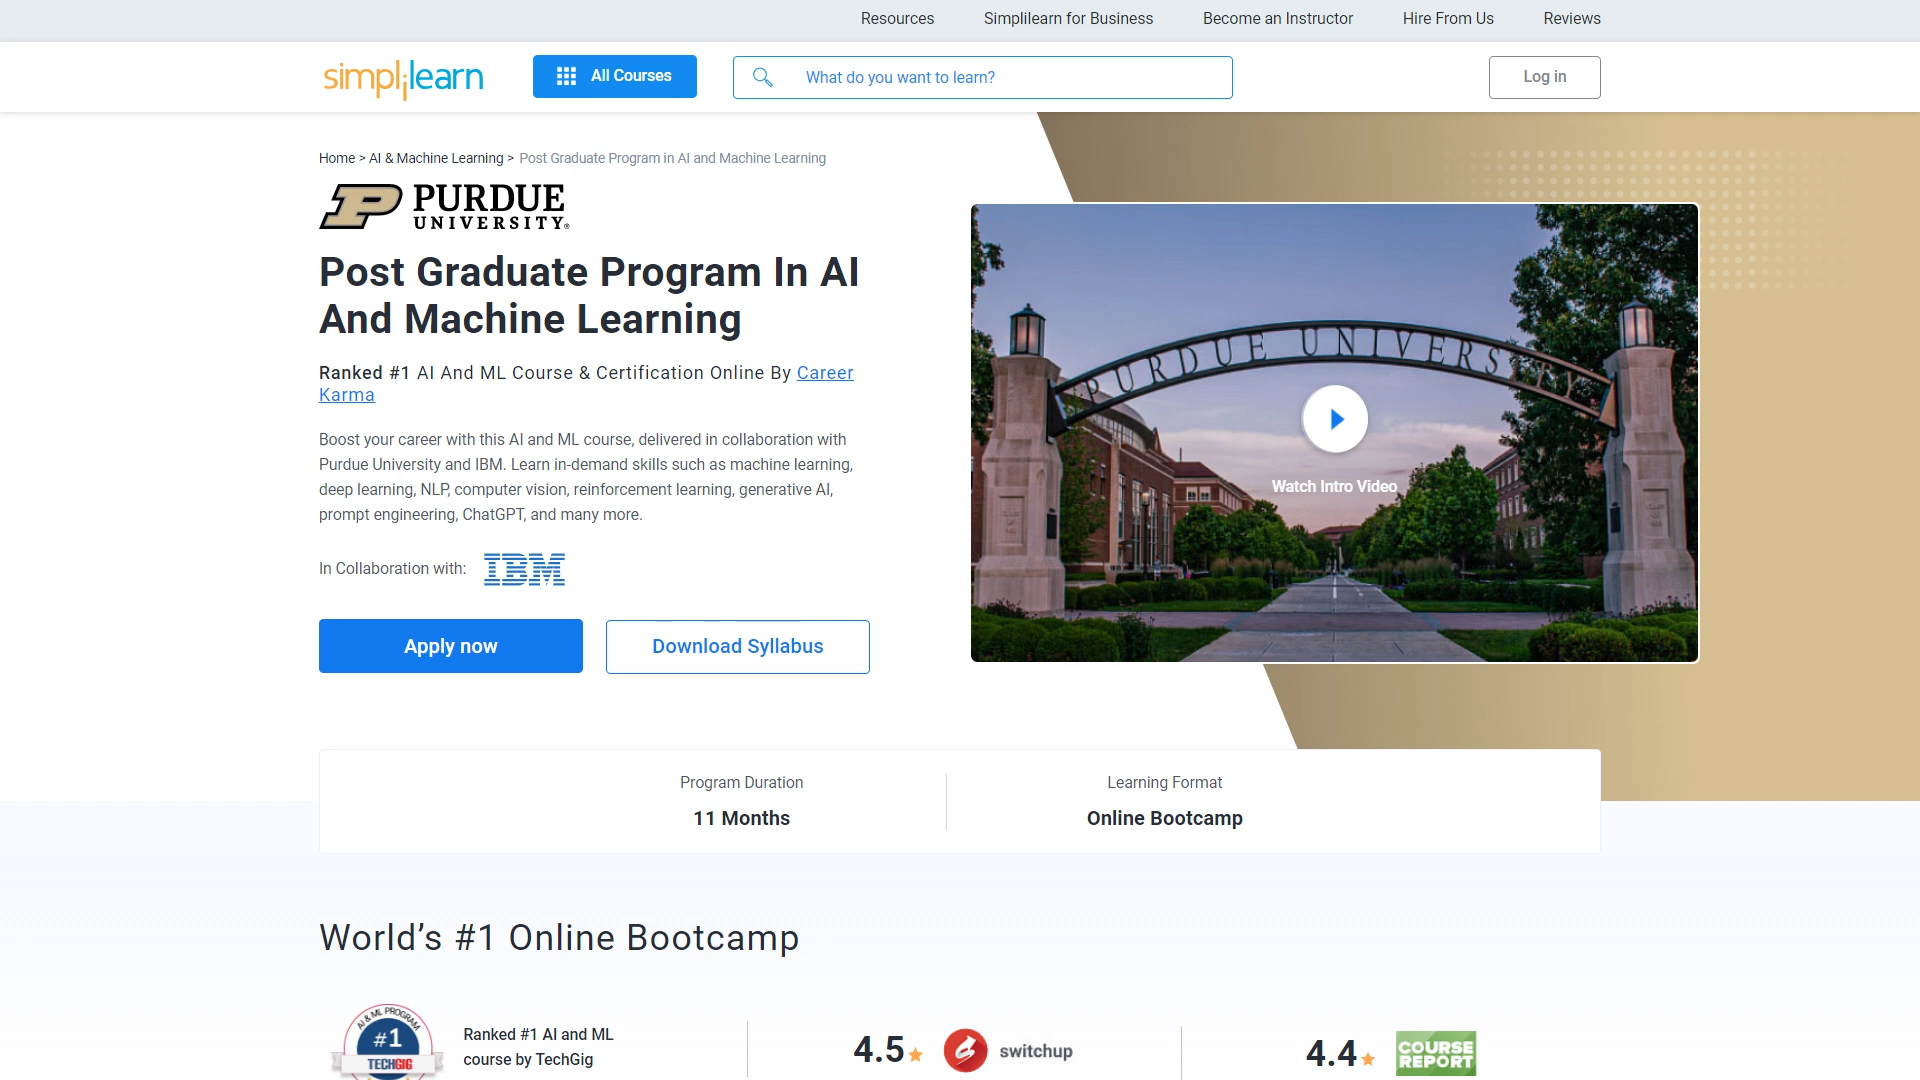 Resources Simplilearn for Business Become an Instructor Hire From Us Reviews
simplilearn All Courses What do you want to learn? Log in
Home > AI & Machine Learning > Post Graduate Program in AI and Machine Learning
PURDUE
UNIVERSITY®
Post Graduate Program In AI
And Machine Learning
Ranked #1 AI And ML Course & Certification Online By Career
Karma
Boost your career with this AI and ML course, delivered in collaboration with
Purdue University and IBM. Learn in-demand skills such as machine learning,
deep learning, NLP, computer vision, reinforcement learning, generative AI,
prompt engineering, ChatGPT, and many more.
In Collaboration with: IBM
Apply now Download Syllabus
PURDUE UNIVERSITY
Watch Intro Video
Program Duration
11 Months
Learning Format
Online Bootcamp
World’s #1 Online Bootcamp
AI & ML PROGRAM
#1
TECHGIG
Ranked #1 AI and ML
course by TechGig
4.5 switchup
4.4 COURSE
REPORT